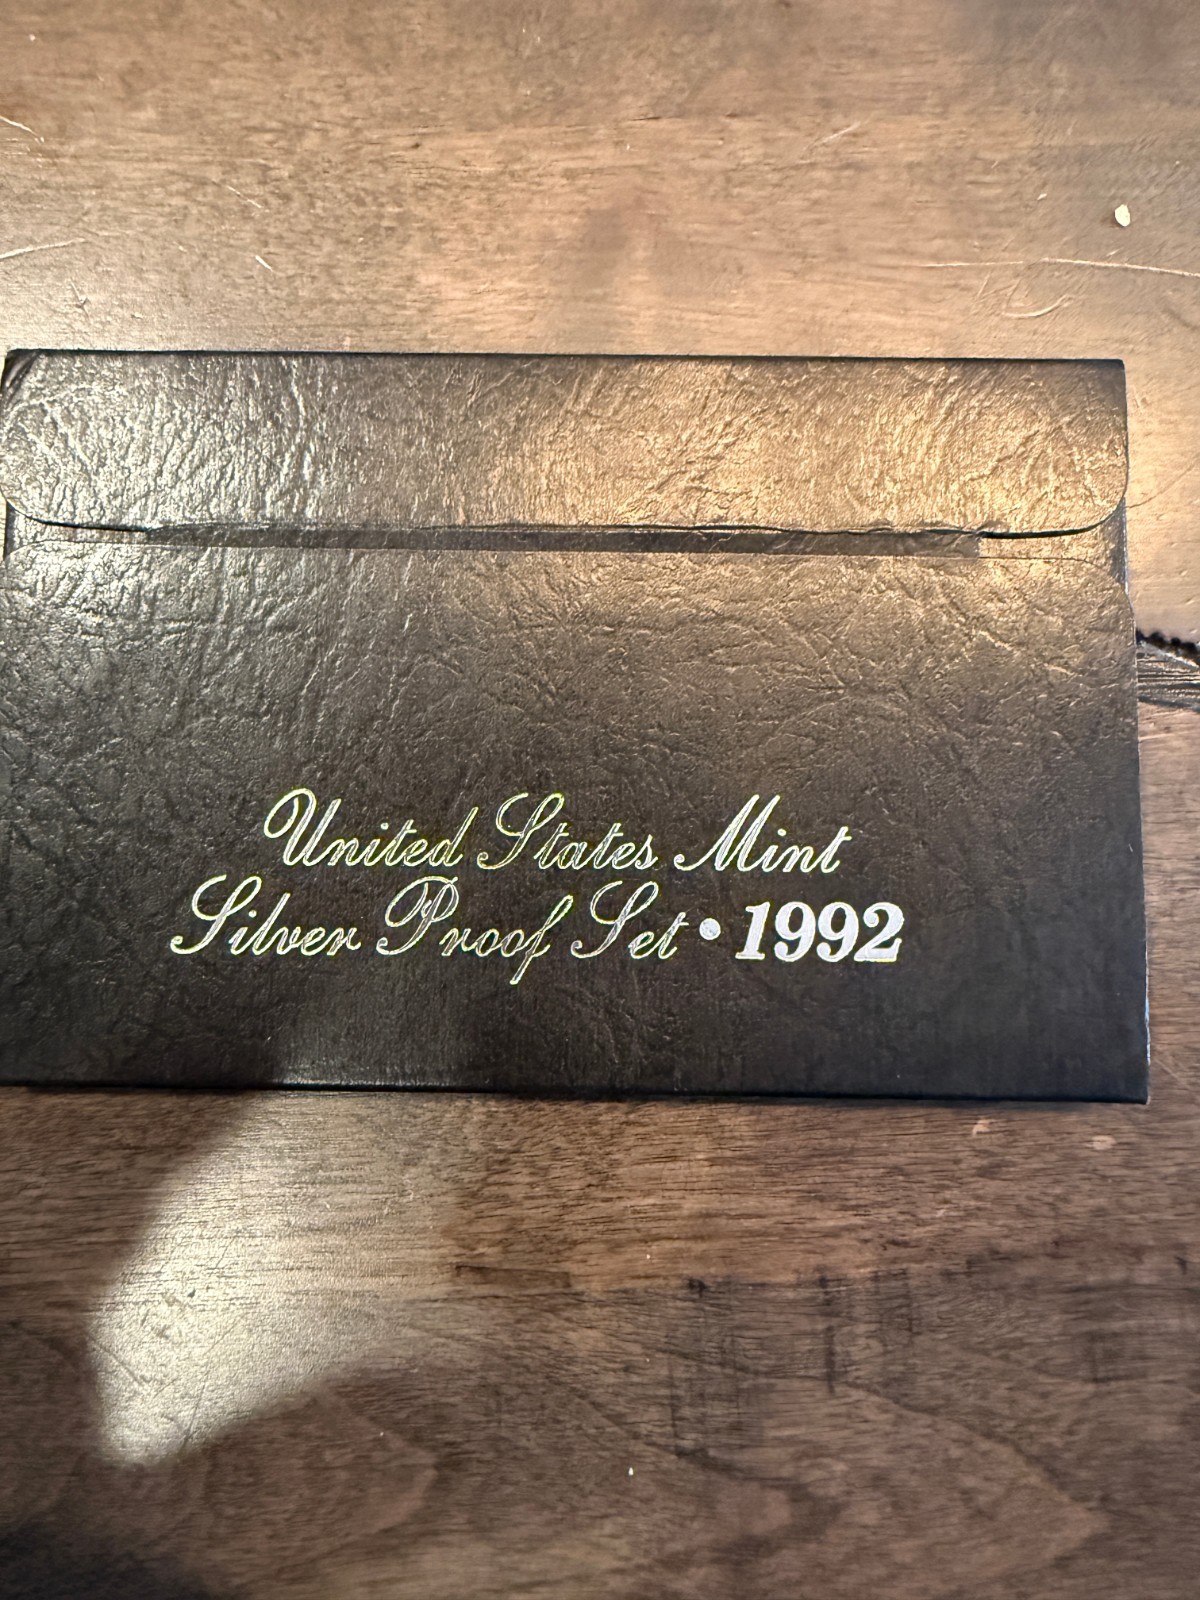 United States Mint
Silver Proof Set • 1992